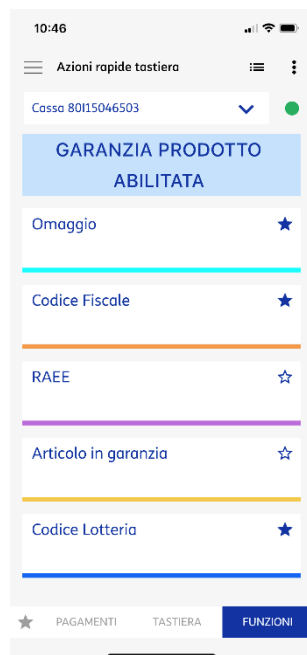 10:46
Azioni rapide tastiera
Cassa 80I15046503
GARANZIA PRODOTTO
ABILITATA
Omaggio
Codice Fiscale
RAEE
Articolo in garanzia
Codice Lotteria
PAGAMENTI
TASTIERA
FUNZIONI